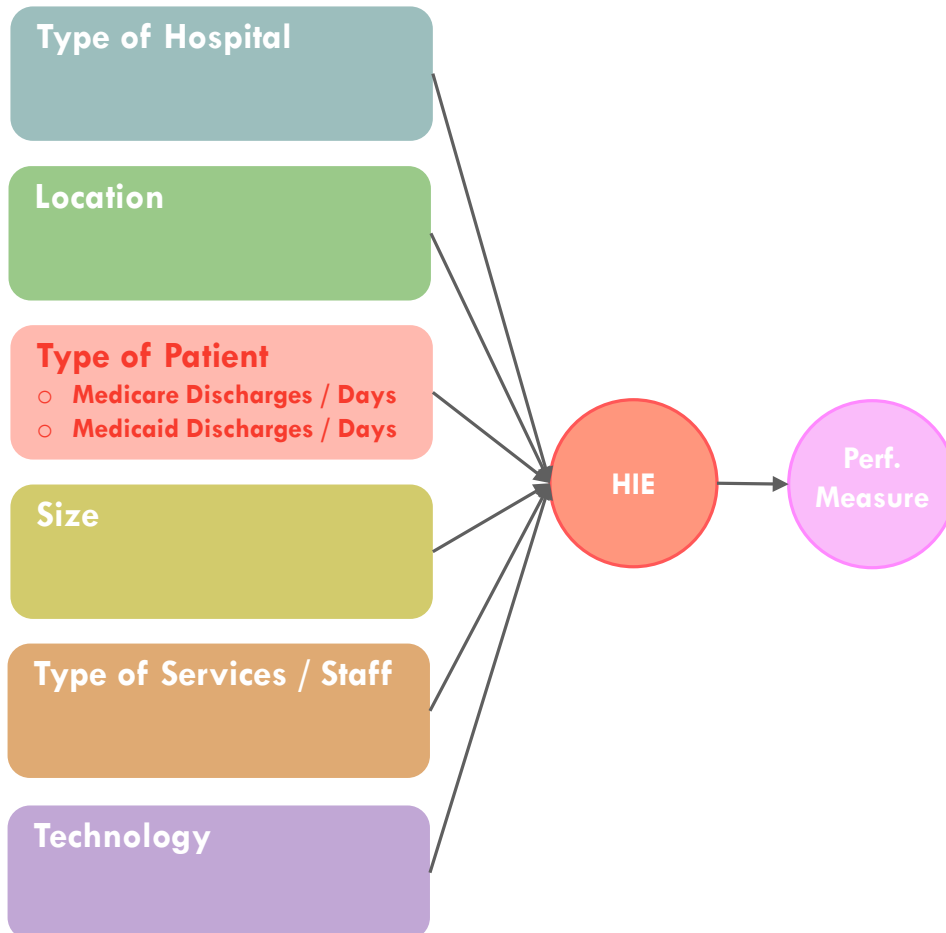 Type of Hospital
Location
Type of Patient
o Medicare Discharges / Days
o Medicaid Discharges / Days
Size
Type of Services / Staff
Technology
HIE
Perf.
Measure